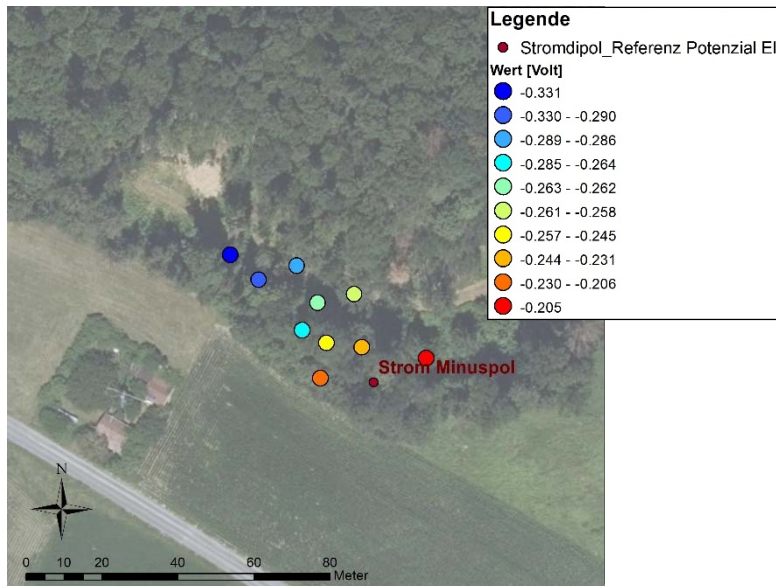 Legende
Stromdipol_Referenz Potenzial El
Wert [Volt]
-0.331
-0.330 - -0.290
-0.289 - -0.286
-0.285 - -0.264
-0.263 - -0.262
-0.261 - -0.258
-0.257 - -0.245
-0.244 - -0.231
-0.230 - -0.206
-0.205
Strom Minuspol
N
0 10 20 40 60 80
Meter